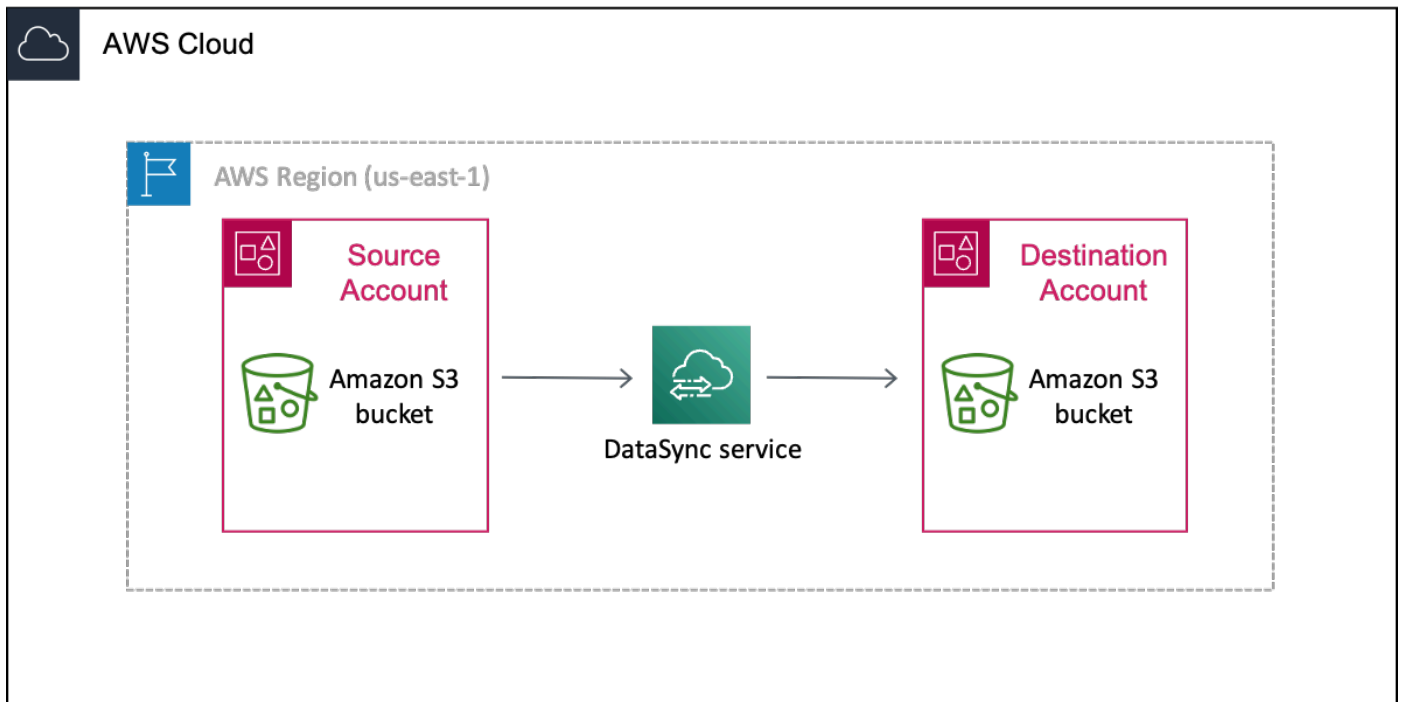 AWS Cloud
AWS Region (us-east-1)
Source
Account
Amazon S3
bucket
DataSync service
Destination
Account
Amazon S3
bucket